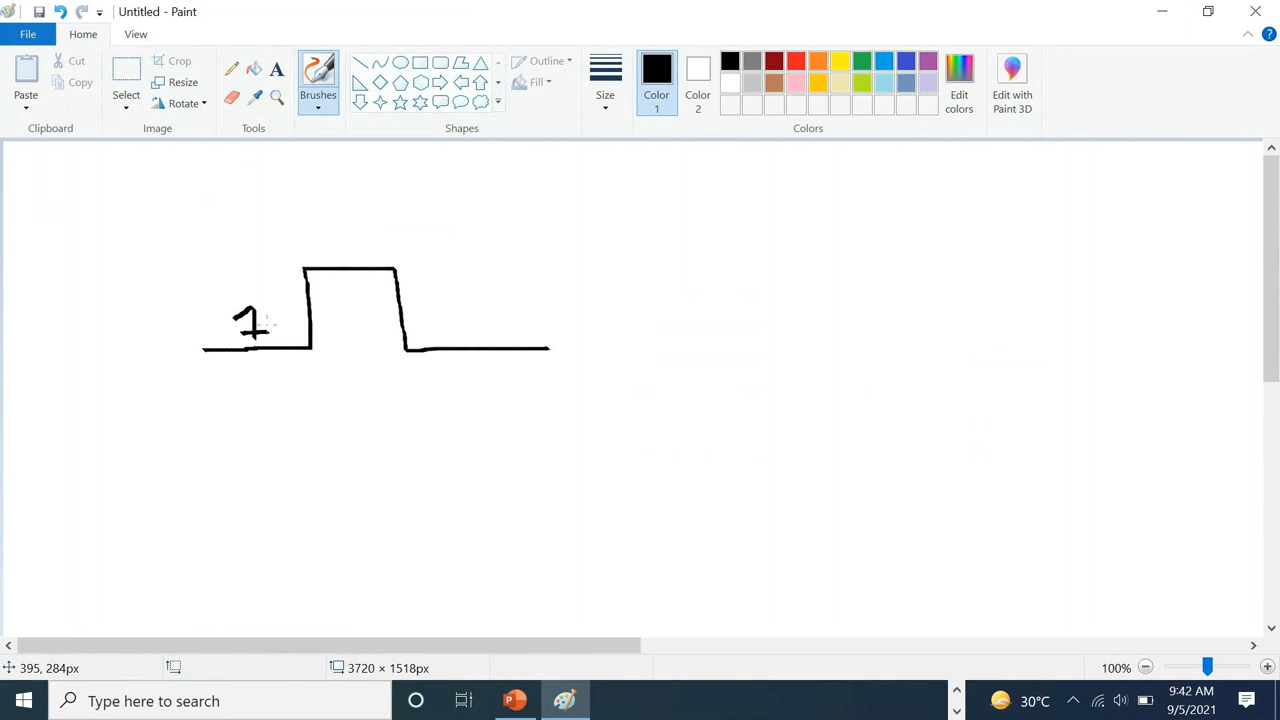 Untitled - Paint
File
Home
View
Paste
Cut
Copy
Clipboard
Select
Crop
Resize
Rotate
Image
Tools
Brushes
Shapes
Outline
Fill
Size
Color 1
Color 2
Colors
Edit colors
Edit with Paint 3D
1
395, 284px
3720 × 1518px
100%
Type here to search
30°C
9:42 AM
9/5/2021